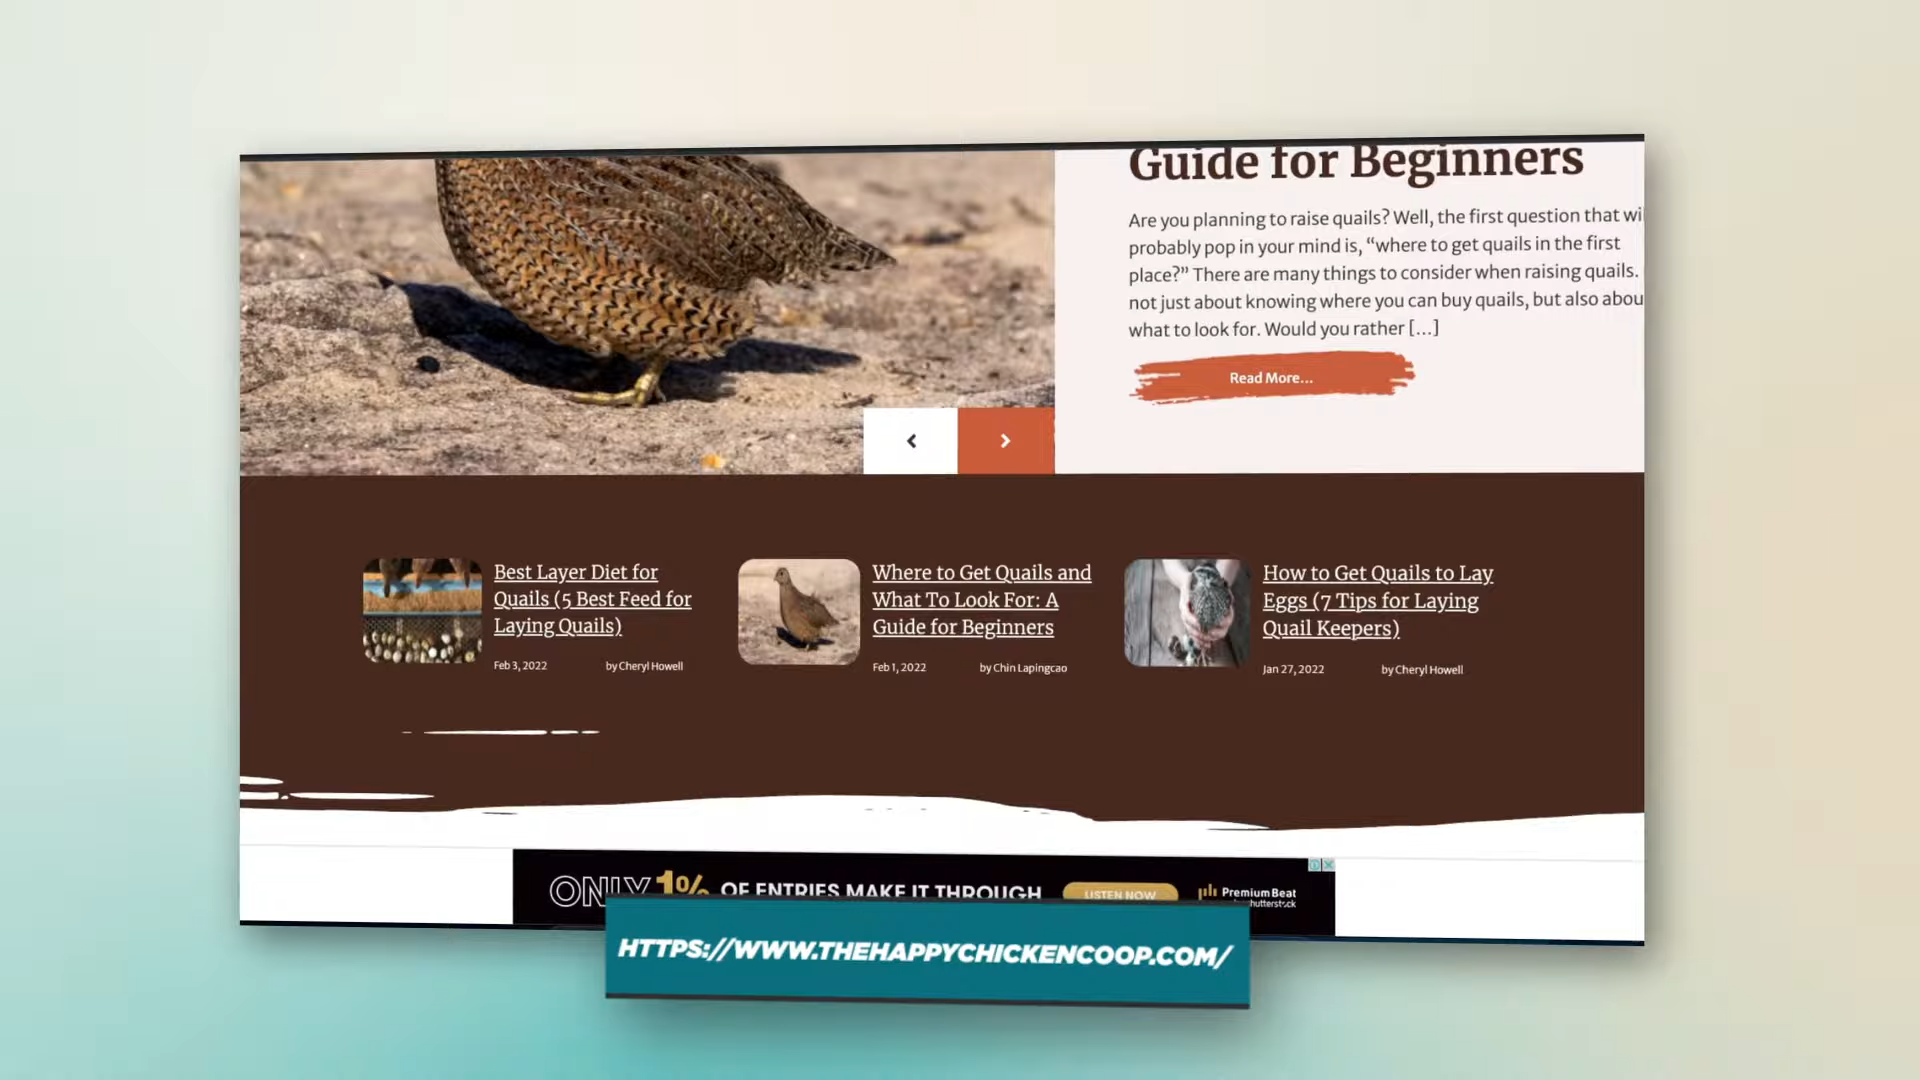 Guide for Beginners
Are you planning to raise quails? Well, the first question that wil
probably pop in your mind is, “where to get quails in the first
place?” There are many things to consider when raising quails.
not just about knowing where you can buy quails, but also abou
what to look for. Would you rather […]
Read More...
Best Layer Diet for
Quails (5 Best Feed for
Laying Quails)
Feb 3, 2022 by Cheryl Howell
Where to Get Quails and
What To Look For: A
Guide for Beginners
Feb 1, 2022 by Chin Lapingcao
How to Get Quails to Lay
Eggs (7 Tips for Laying
Quail Keepers)
Jan 27, 2022 by Cheryl Howell
ONLY 1% OF ENTRIES MAKE IT THROUGH
LISTEN NOW
PremiumBeat
shutterstock
HTTPS://WWW.THEHAPPYCHICKENCOOP.COM/